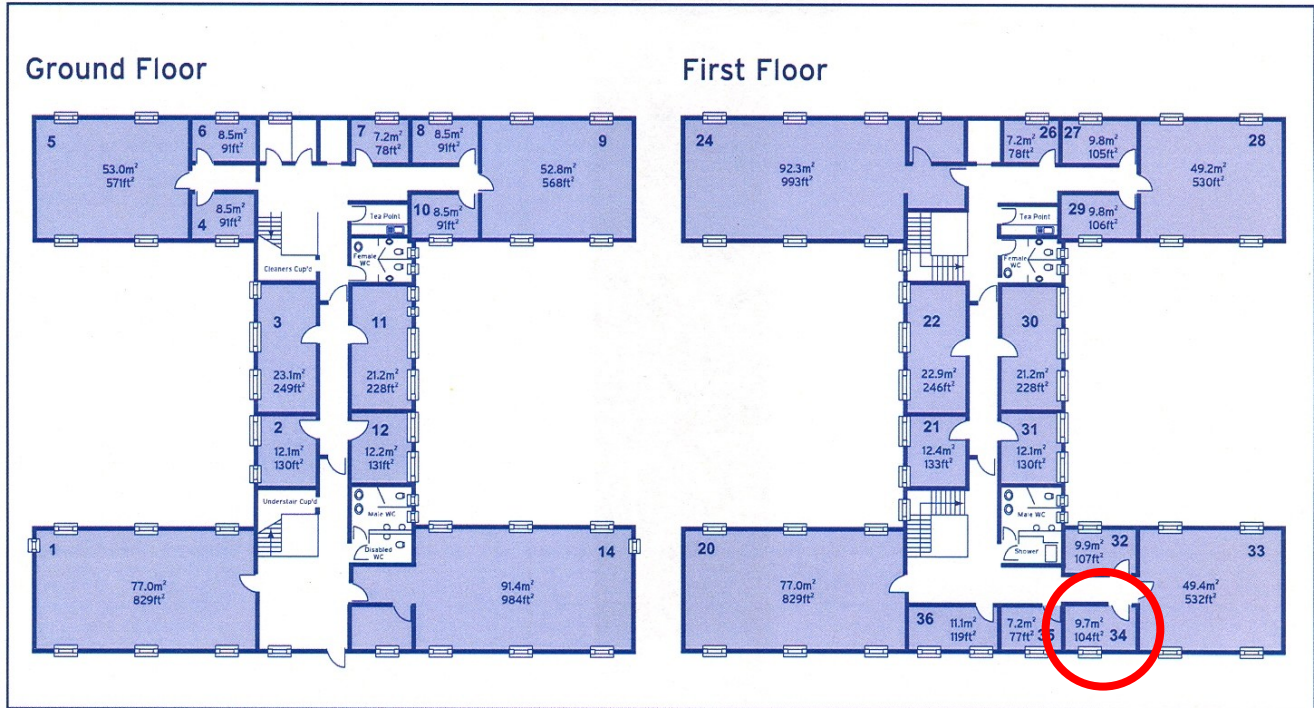 Ground Floor
5
53.0m²
571ft²
6
8.5m²
91ft²
7
7.2m²
78ft²
8
8.5m²
91ft²
9
52.8m²
568ft²
8.5m²
91ft²
4
10
8.5m²
91ft²
Tea Point
Female
WC
Cleaners Cup'd
3
23.1m²
249ft²
11
21.2m²
228ft²
2
12.1m²
130ft²
12
12.2m²
131ft²
Understair Cup'd
Male WC
Disabled
WC
1
77.0m²
829ft²
14
91.4m²
984ft²
First Floor
24
92.3m²
993ft²
26
7.2m²
78ft²
27
9.8m²
105ft²
28
49.2m²
530ft²
29
9.8m²
106ft²
Tea Point
Female
WC
22
22.9m²
246ft²
30
21.2m²
228ft²
21
12.4m²
133ft²
31
12.1m²
130ft²
Male WC
Shower
20
77.0m²
829ft²
32
9.9m²
107ft²
33
49.4m²
532ft²
36
11.1m²
119ft²
7.2m²
77ft²
35
9.7m²
104ft²
34